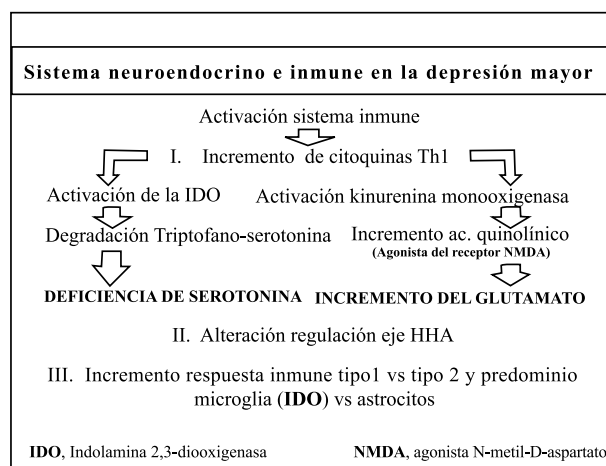 Sistema neuroendocrino e inmune en la depresión mayor
Activación sistema inmune
I. Incremento de citoquinas Th1
Activación de la IDO Activación kinurenina monooxigenasa
Degradación Triptofano-serotonina Incremento ac. quinolínico
(Agonista del receptor NMDA)
DEFICIENCIA DE SEROTONINA INCREMENTO DEL GLUTAMATO
II. Alteración regulación eje HHA
III. Incremento respuesta inmune tipo1 vs tipo 2 y predominio
microglia (IDO) vs astrocitos
IDO, Indolamina 2,3-diooxigenasa NMDA, agonista N-metil-D-aspartato